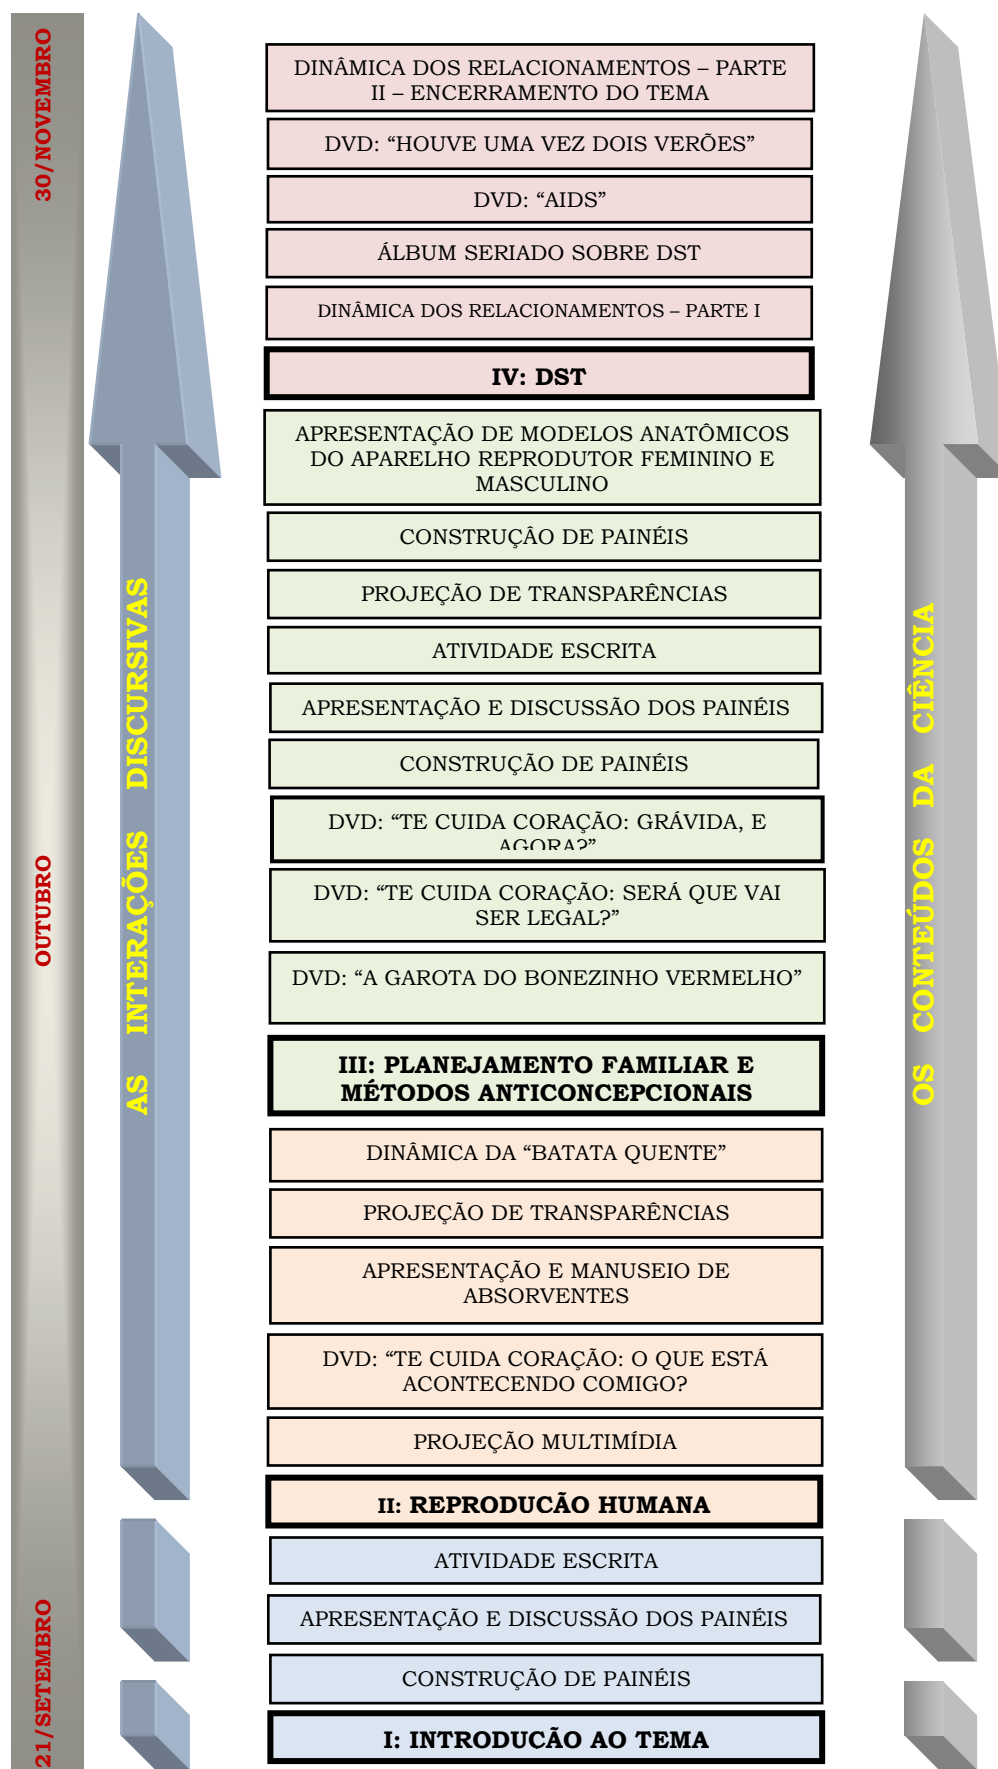 30/NOVEMBRO
OUTUBRO
21/SETEMBRO
AS INTERAÇÕES DISCURSIVAS
DINÂMICA DOS RELACIONAMENTOS – PARTE
II – ENCERRAMENTO DO TEMA
DVD: “HOUVE UMA VEZ DOIS VERÕES”
DVD: “AIDS”
ÁLBUM SERIADO SOBRE DST
DINÂMICA DOS RELACIONAMENTOS – PARTE I
IV: DST
APRESENTAÇÃO DE MODELOS ANATÔMICOS
DO APARELHO REPRODUTOR FEMININO E
MASCULINO
CONSTRUÇÃO DE PAINÉIS
PROJEÇÃO DE TRANSPARÊNCIAS
ATIVIDADE ESCRITA
APRESENTAÇÃO E DISCUSSÃO DOS PAINÉIS
CONSTRUÇÃO DE PAINÉIS
DVD: “TE CUIDA CORAÇÃO: GRÁVIDA, E
AGORA?”
DVD: “TE CUIDA CORAÇÃO: SERÁ QUE VAI
SER LEGAL?”
DVD: “A GAROTA DO BONEZINHO VERMELHO”
III: PLANEJAMENTO FAMILIAR E
MÉTODOS ANTICONCEPCIONAIS
DINÂMICA DA “BATATA QUENTE”
PROJEÇÃO DE TRANSPARÊNCIAS
APRESENTAÇÃO E MANUSEIO DE
ABSORVENTES
DVD: “TE CUIDA CORAÇÃO: O QUE ESTÁ
ACONTECENDO COMIGO?
PROJEÇÃO MULTIMÍDIA
II: REPRODUCÃO HUMANA
ATIVIDADE ESCRITA
APRESENTAÇÃO E DISCUSSÃO DOS PAINÉIS
CONSTRUÇÃO DE PAINÉIS
I: INTRODUCÃO AO TEMA
OS CONTEÚDOS DA CIÊNCIA